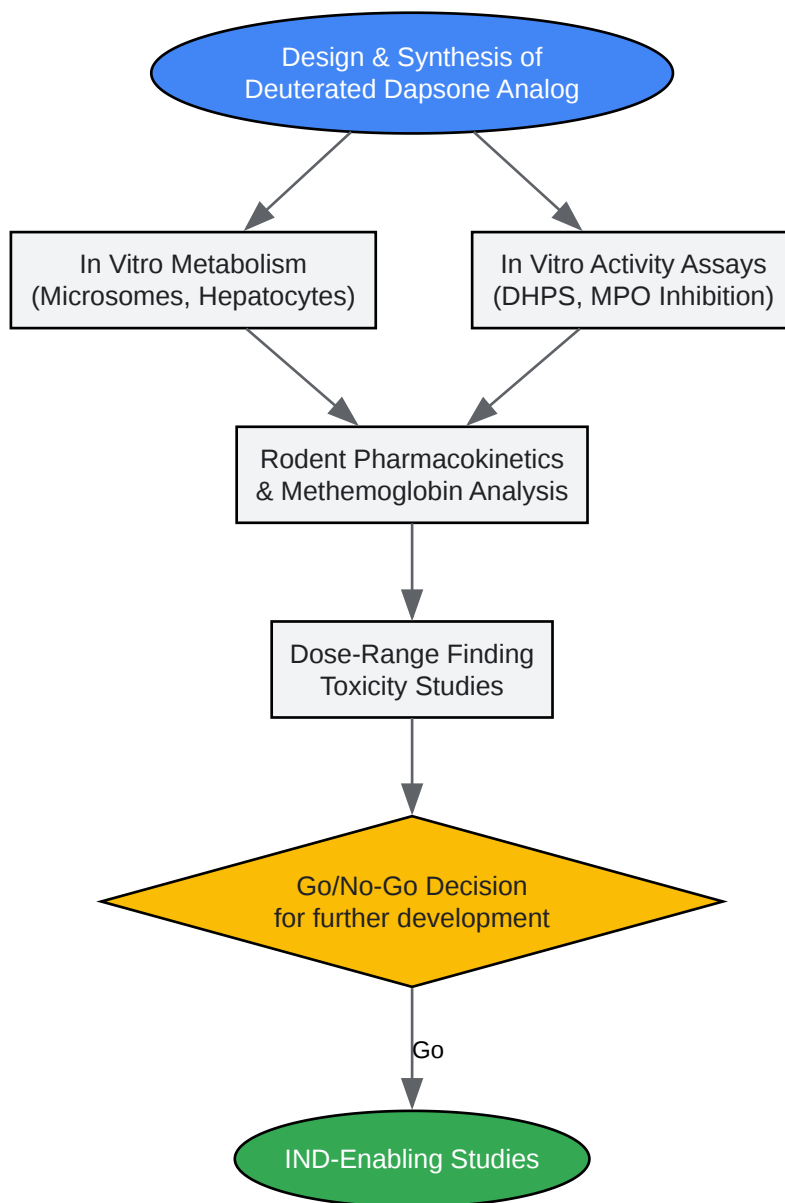 Design & Synthesis of
Deuterated Dapsone Analog
In Vitro Metabolism
(Microsomes, Hepatocytes)
In Vitro Activity Assays
(DHPS, MPO Inhibition)
Rodent Pharmacokinetics
& Methemoglobin Analysis
Dose-Range Finding
Toxicity Studies
Go/No-Go Decision
for further development
Go
IND-Enabling Studies